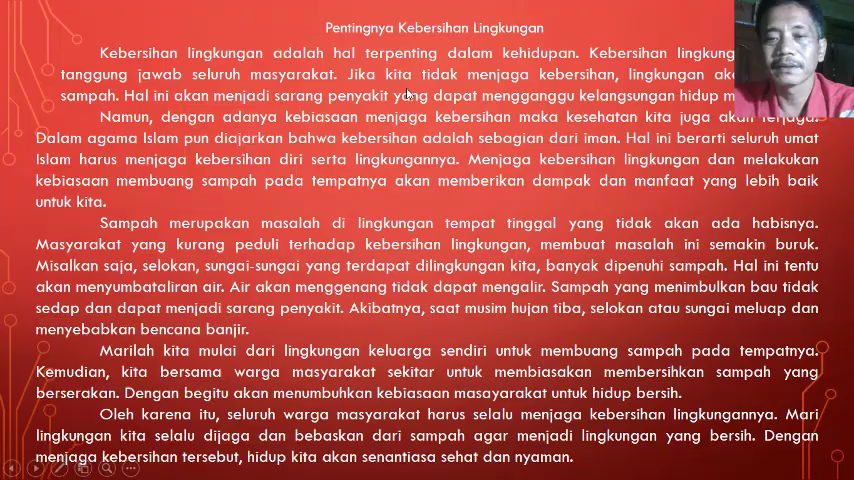 Pentingnya Kebersihan Lingkungan
Kebersihan lingkungan adalah hal terpenting dalam kehidupan. Kebersihan
tanggung jawab seluruh masyarakat. Jika kita tidak menjaga kebersihan, lingkungan
sampah. Hal ini akan menjadi sarang penyakit yang dapat mengganggu kelangsungan hidup
Namun, dengan adanya kebiasaan menjaga kebersihan maka kesehatan kita juga akan terjaga.
Dalam agama Islam pun diajarkan bahwa kebersihan adalah sebagian dari iman. Hal ini berarti seluruh umat
Islam harus menjaga kebersihan diri serta lingkungannya. Menjaga kebersihan lingkungan dan melakukan
kebiasaan membuang sampah pada tempatnya akan memberikan dampak dan manfaat yang lebih baik
untuk kita.
Sampah merupakan masalah di lingkungan tempat tinggal yang tidak akan ada habisnya.
Masyarakat yang kurang peduli terhadap kebersihan lingkungan, membuat masalah ini semakin buruk.
Misalkan saja, selokan, sungai-sungai yang terdapat dilingkungan kita, banyak dipenuhi sampah. Hal ini tentu
akan menyumbataliran air. Air akan menggenang tidak dapat mengalir. Sampah yang menimbulkan bau tidak
sedap dan dapat menjadi sarang penyakit. Akibatnya, saat musim hujan tiba, selokan atau sungai meluap dan
menyebabkan bencana banjir.
Marilah kita mulai dari lingkungan keluarga sendiri untuk membuang sampah pada tempatnya.
Kemudian, kita bersama warga masyarakat sekitar untuk membiasakan membersihkan sampah yang
berserakan. Dengan begitu akan menumbuhkan kebiasaan masayarakat untuk hidup bersih.
Oleh karena itu, seluruh warga masyarakat harus selalu menjaga kebersihan lingkungannya. Mari
lingkungan kita selalu dijaga dan bebaskan dari sampah agar menjadi lingkungan yang bersih. Dengan
menjaga kebersihan tersebut, hidup kita akan senantiasa sehat dan nyaman.